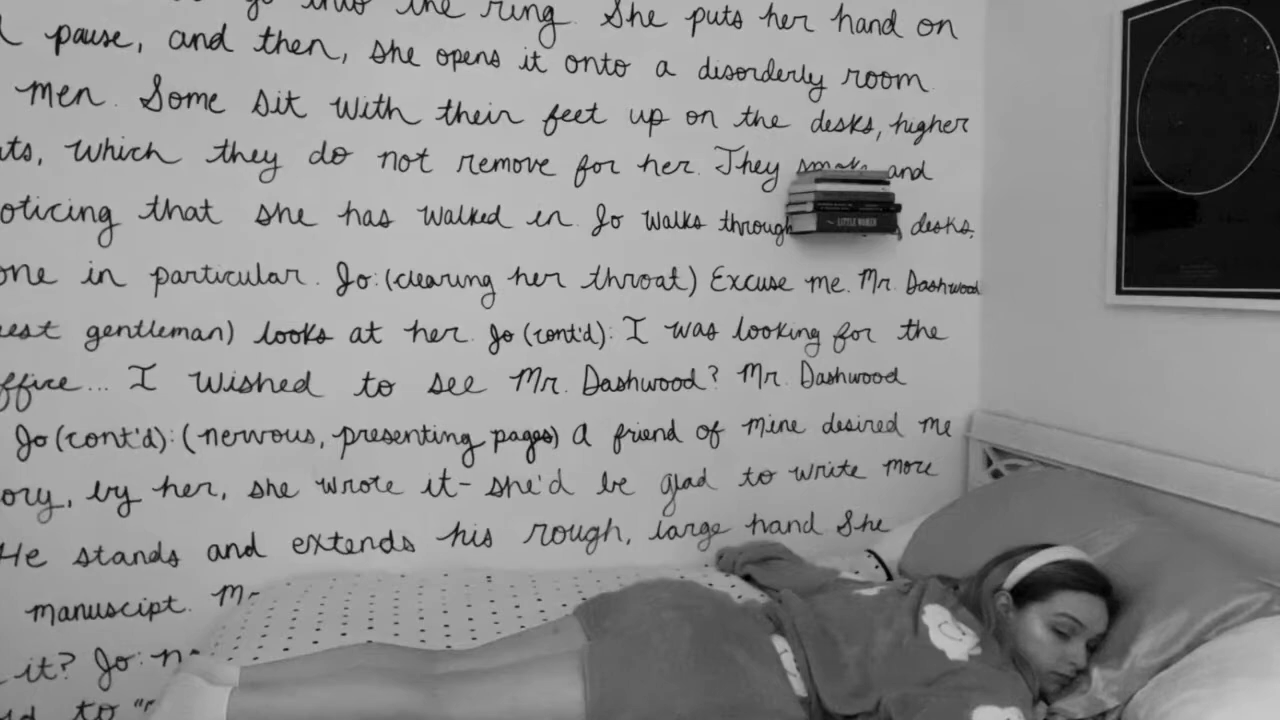 go into the ring. She puts her hand on
pause, and then, she opens it onto a disorderly room
men. Some sit with their feet up on the desks, higher
which they do not remove for her. They and
oticing that she has walked in. Jo walks through desks,
one in particular. Jo: (clearing her throat) Excuse me. Mr. Dashwood
est gentleman) looks at her. Jo (cont'd): I was looking for the
ffice... I wished to see Mr. Dashwood? Mr. Dashwood
Jo (cont'd): (nervous, presenting pages) A friend of mine desired me
ory, by her, she wrote it- she'd be glad to write more
He stands and extends his rough, large hand She
manuscipt.
it? Jo:
to
LITTLE WOMEN